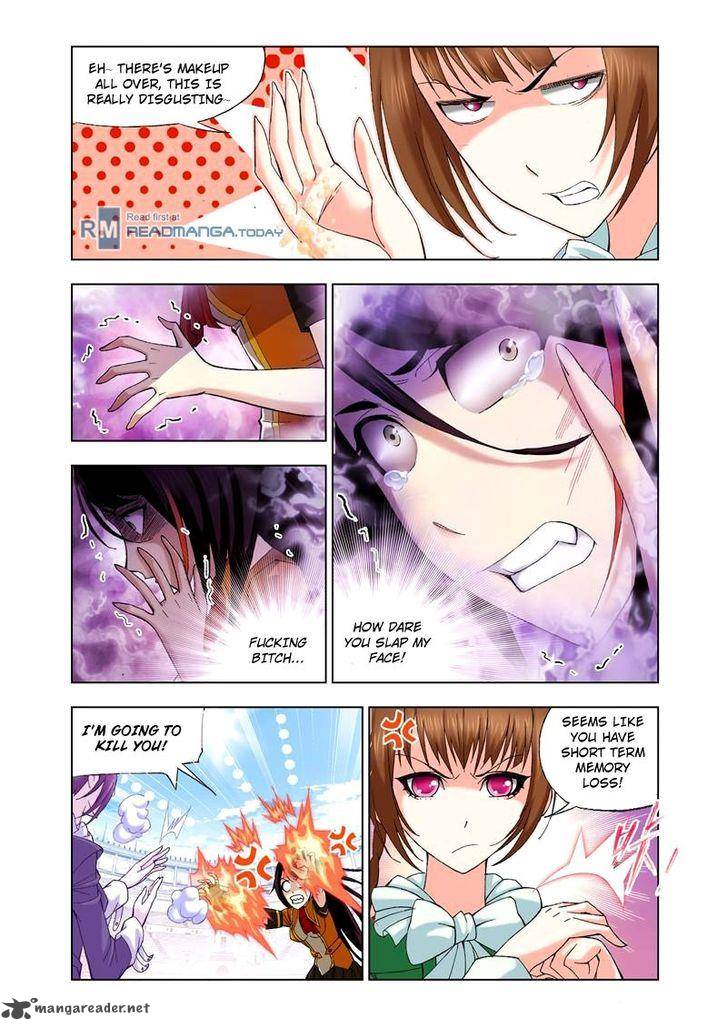 EH~ THERE'S MAKEUP
ALL OVER, THIS IS
REALLY DISGUSTING~
RM
Read first at
READMANGA.TODAY
HOW DARE
YOU SLAP MY
FACE!
FUCKING
BITCH...
I'M GOING TO
KILL YOU!
SEEMS LIKE
YOU HAVE
SHORT TERM
MEMORY
LOSS!
mangareader.net